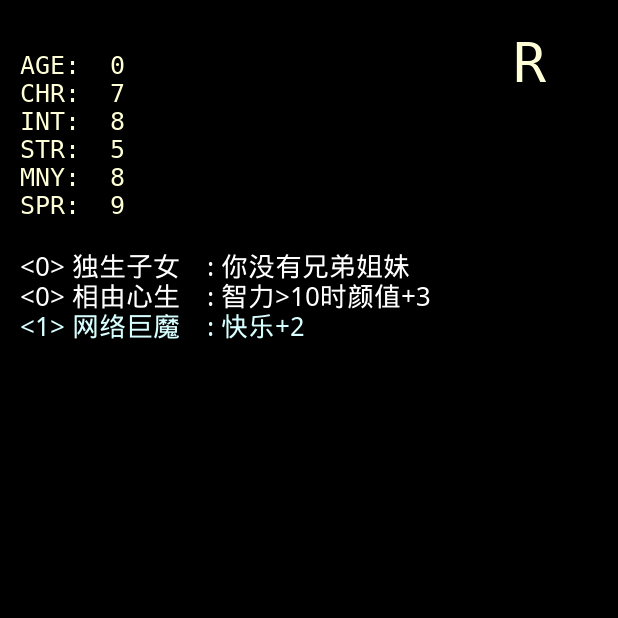 R
AGE: 0
CHR: 7
INT: 8
STR: 5
MNY: 8
SPR: 9
<0> 独生子女 : 你没有兄弟姐妹
<0> 相由心生 : 智力>10时颜值+3
<1> 网络巨魔 : 快乐+2